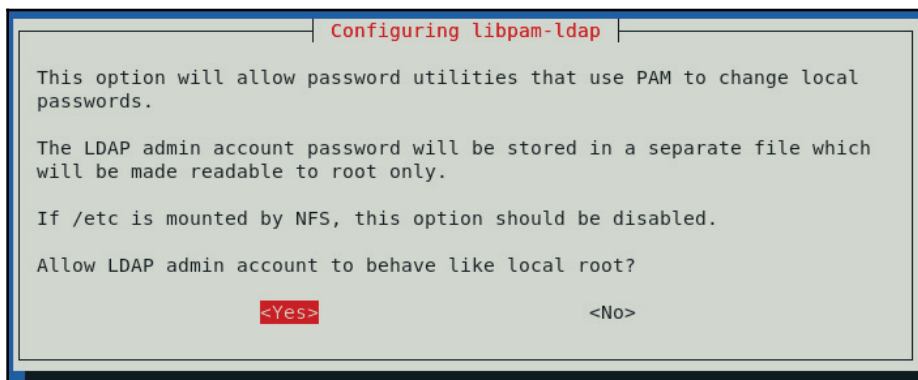 Configuring libpam-ldap
This option will allow password utilities that use PAM to change local
passwords.
The LDAP admin account password will be stored in a separate file which
will be made readable to root only.
If /etc is mounted by NFS, this option should be disabled.
Allow LDAP admin account to behave like local root?
<Yes> <No>